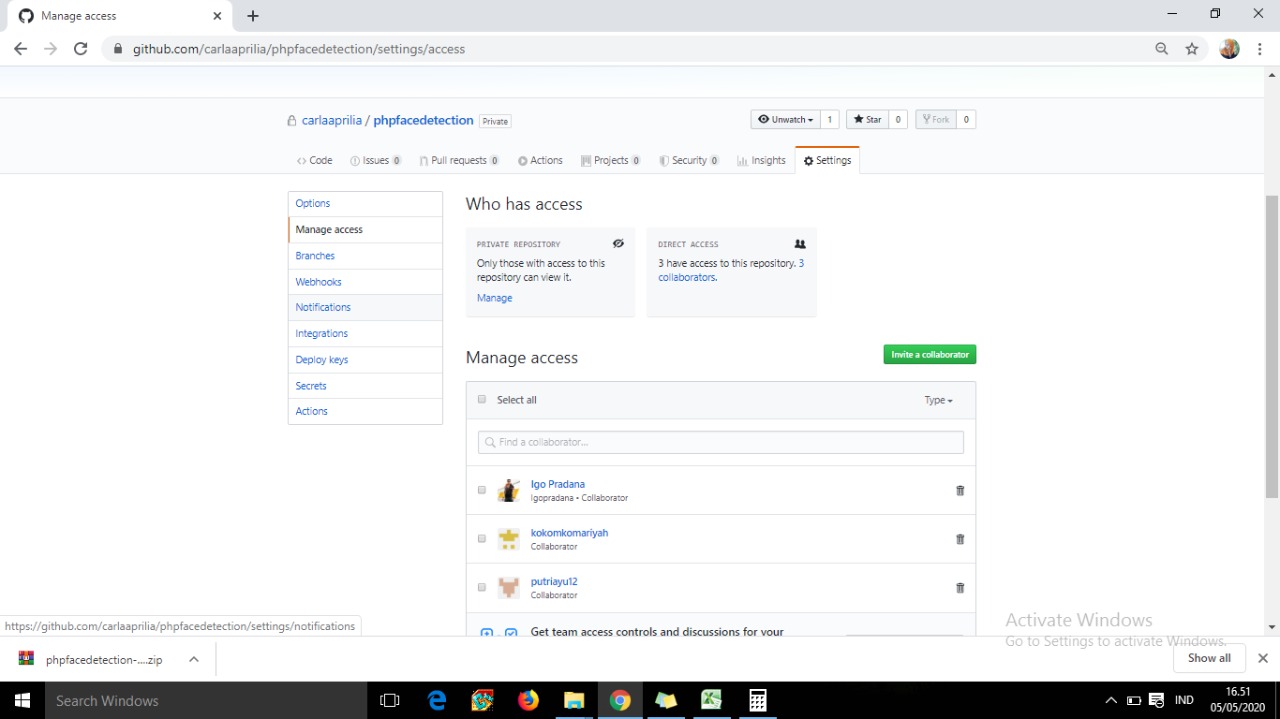 Manage access
github.com/carlaaprilia/phpfacedetection/settings/access
carlaaprilia / phpfacedetection Private
Unwatch 1 Star 0 Fork 0
Code Issues 0 Pull requests 0 Actions Projects 0 Security 0 Insights Settings
Options
Manage access
Branches
Webhooks
Notifications
Integrations
Deploy keys
Secrets
Actions
Who has access
PRIVATE REPOSITORY
Only those with access to this
repository can view it.
Manage
DIRECT ACCESS
3 have access to this repository. 3
collaborators.
Manage access
Invite a collaborator
Select all
Type
Find a collaborator...
Igo Pradana
Igopradana • Collaborator
kokomkomariyah
Collaborator
putriayu12
Collaborator
Get team access controls and discussions for your
https://github.com/carlaaprilia/phpfacedetection/settings/notifications
Activate Windows
Go to Settings to activate Windows.
phpfacedetection-....zip
Show all
Search Windows
IND
16.51
05/05/2020